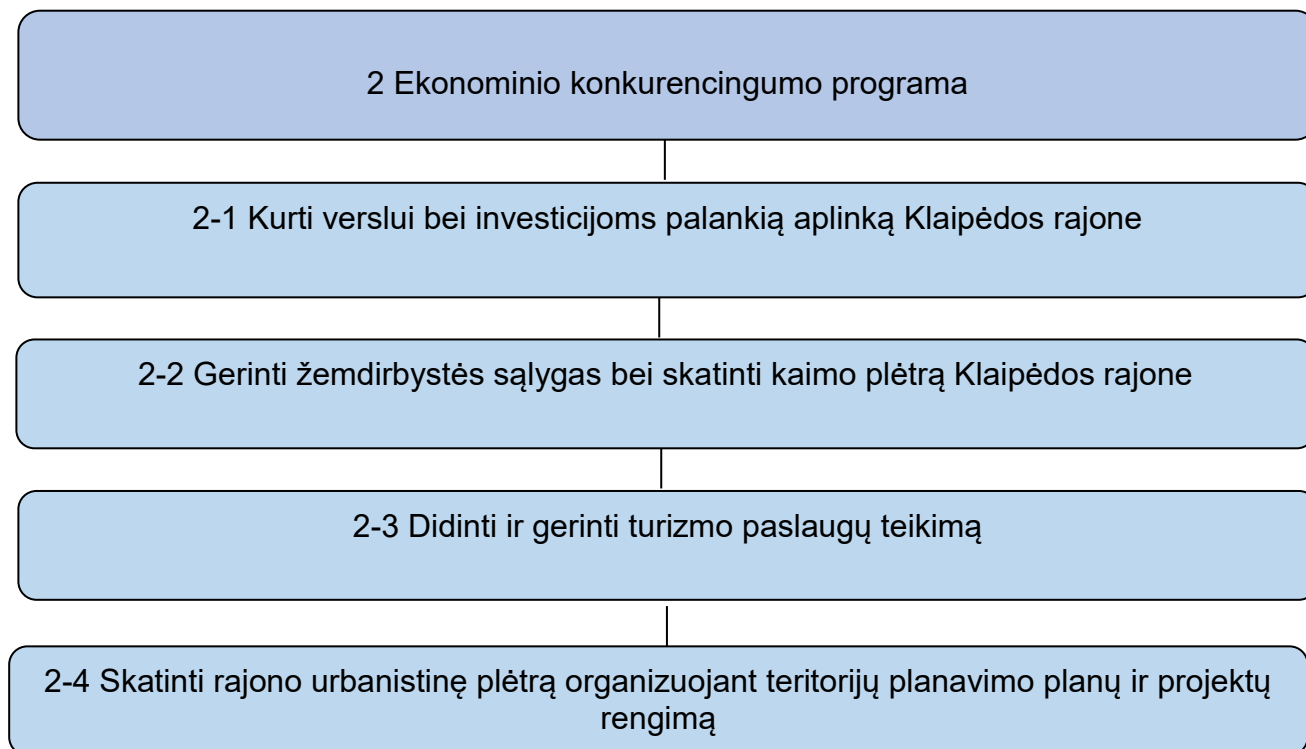 2 Ekonominio konkurencingumo programa
2-1 Kurti verslui bei investicijoms palankią aplinką Klaipėdos rajone
2-2 Gerinti žemdirbystės sąlygas bei skatinti kaimo plėtrą Klaipėdos rajone
2-3 Didinti ir gerinti turizmo paslaugų teikimą
2-4 Skatinti rajono urbanistinę plėtrą organizuojant teritorijų planavimo planų ir projektų
rengimą